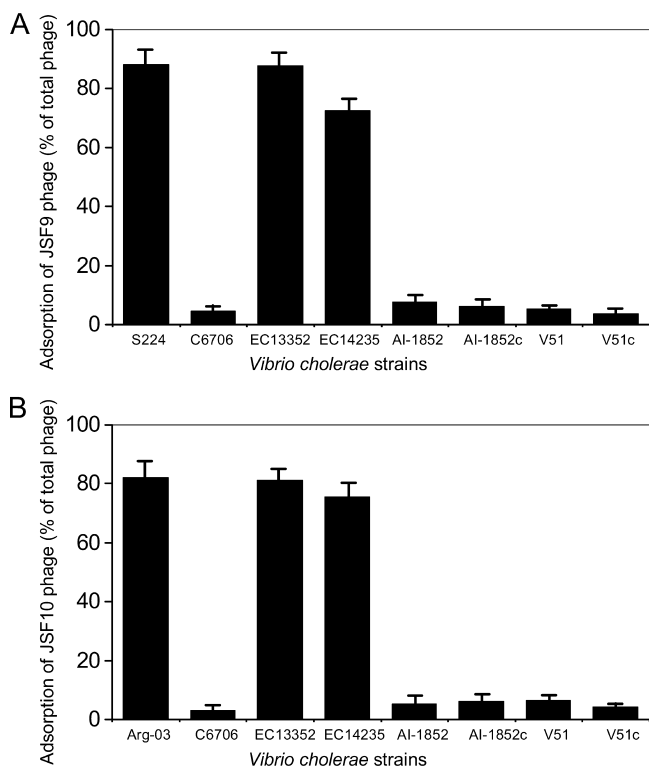 A
Adsorption of JSF9 phage (% of total phage)
100
80
60
40
20
0
S224 C6706 EC13352 EC14235 AI-1852 AI-1852c V51 V51c
Vibrio cholerae strains
B
Adsorption of JSF10 phage (% of total phage)
100
80
60
40
20
0
Arg-03 C6706 EC13352 EC14235 AI-1852 AI-1852c V51 V51c
Vibrio cholerae strains